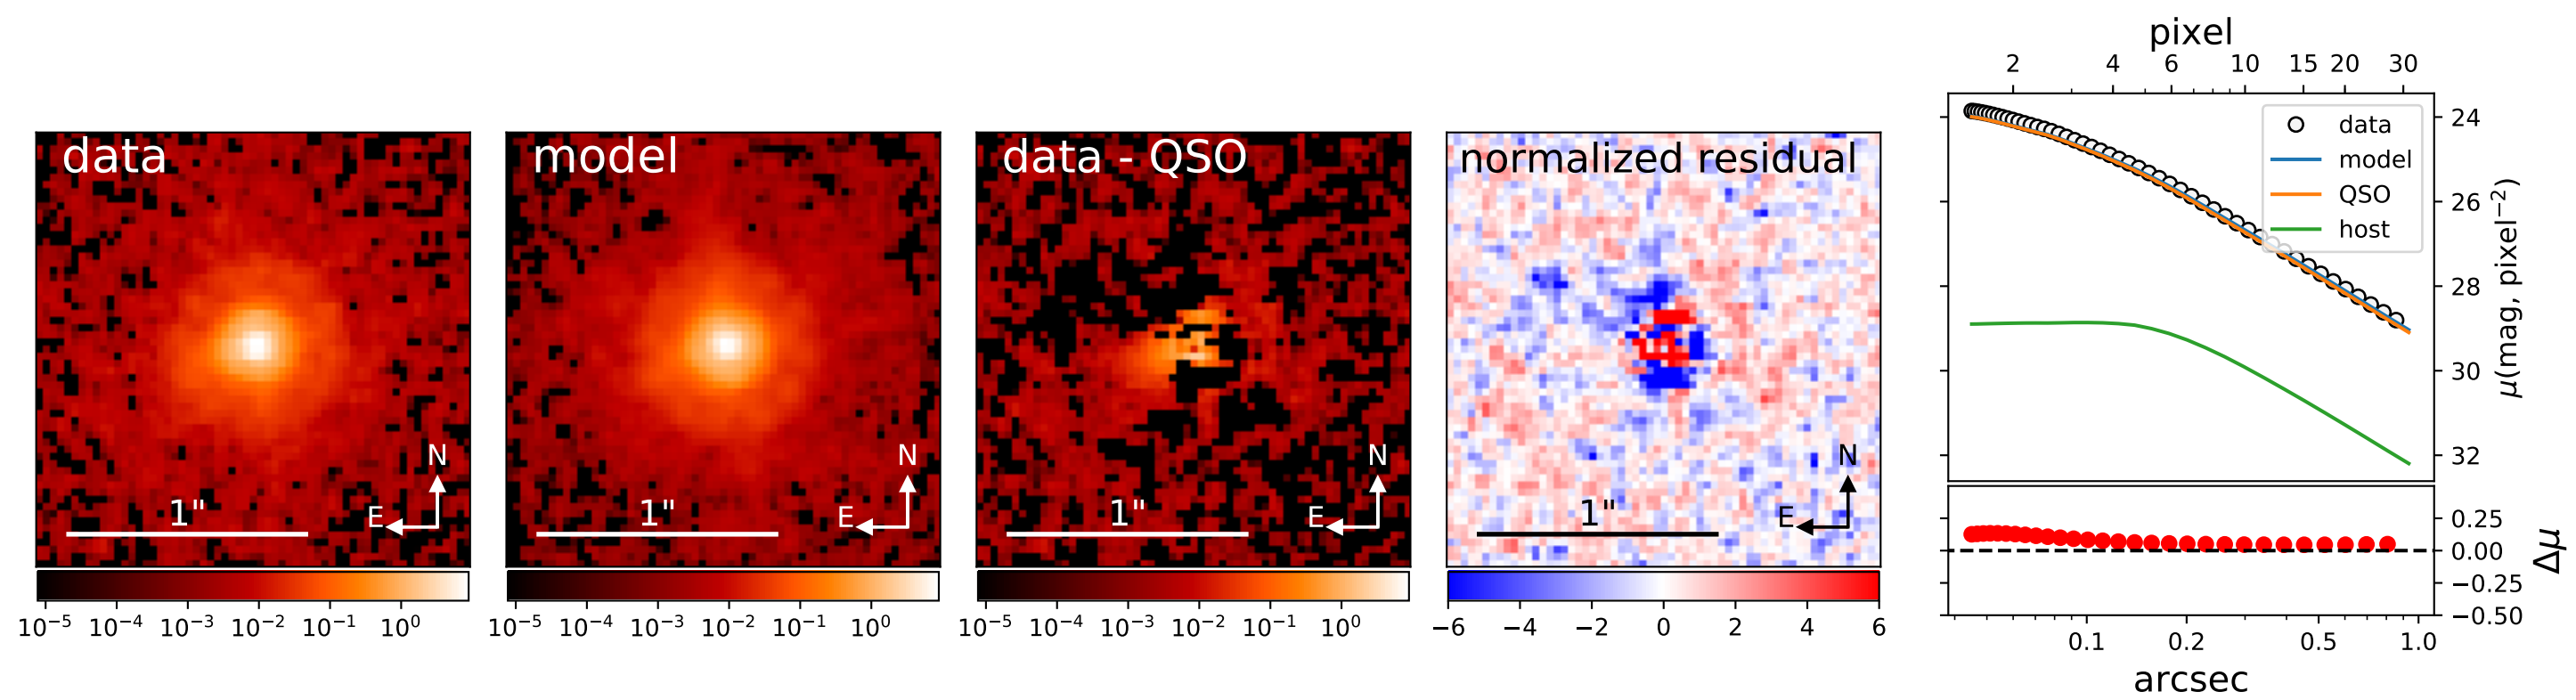 data
N
E
1"
10⁻⁵ 10⁻⁴ 10⁻³ 10⁻² 10⁻¹ 10⁰
model
N
E
1"
10⁻⁵ 10⁻⁴ 10⁻³ 10⁻² 10⁻¹ 10⁰
data - QSO
N
E
1"
10⁻⁵ 10⁻⁴ 10⁻³ 10⁻² 10⁻¹ 10⁰
normalized residual
N
E
1"
−6 −4 −2 0 2 4 6
pixel
2 4 6 10 15 20 30
data
model
QSO
host
24
26
28
30
32
μ(mag, pixel⁻²)
0.25
0.00
−0.25
−0.50
Δμ
0.1 0.2 0.5 1.0
arcsec